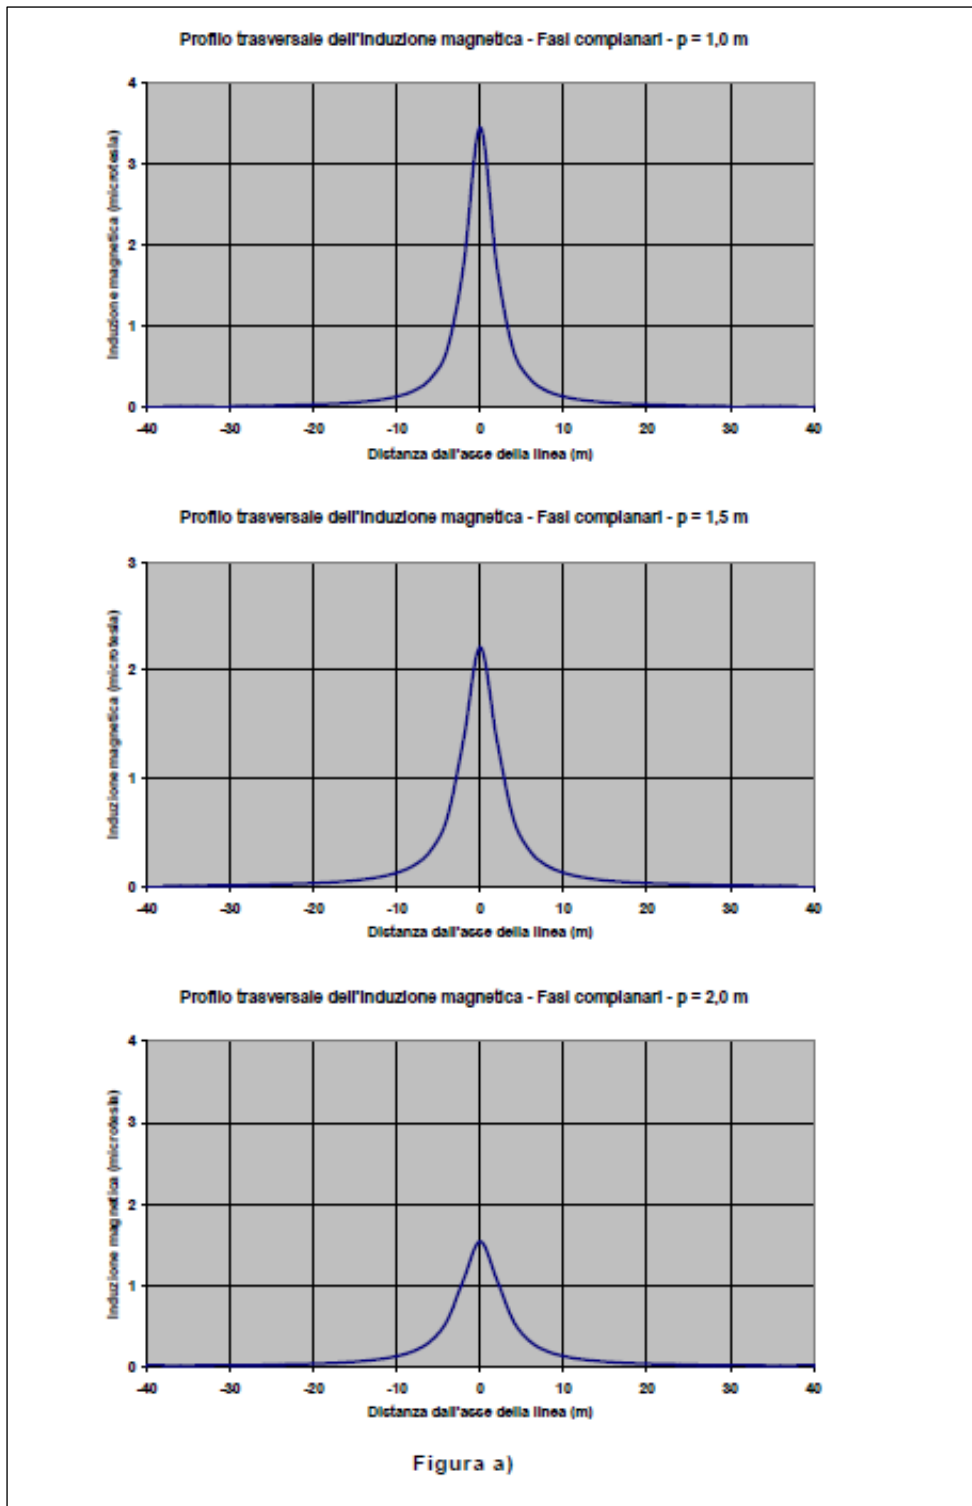 Profilo trasversale dell'induzione magnetica - Fasi complanari - p = 1,0 m
Induzione magnetica (microtesla)
4
3
2
1
0
-40 -30 -20 -10 0 10 20 30 40
Distanza dall'asse della linea (m)
Profilo trasversale dell'induzione magnetica - Fasi complanari - p = 1,5 m
Induzione magnetica (microtesla)
3
2
1
0
-40 -30 -20 -10 0 10 20 30 40
Distanza dall'asse della linea (m)
Profilo trasversale dell'induzione magnetica - Fasi complanari - p = 2,0 m
Induzione magnetica (microtesla)
4
3
2
1
0
-40 -30 -20 -10 0 10 20 30 40
Distanza dall'asse della linea (m)
Figura a)